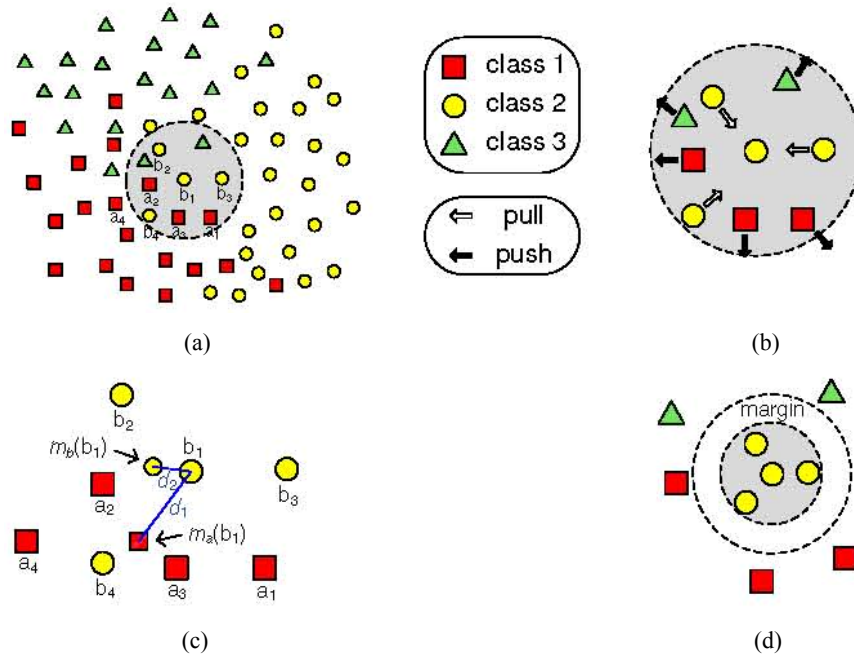 class 1
class 2
class 3
pull
push
b₂
b₁
b₃
a₂
a₄
b₄
a₃
a₁
(a)
(b)
b₂
mb(b₁)
b₁
d₂
b₃
d₁
a₂
ma(b₁)
a₄
b₄
a₃
a₁
margin
(c)
(d)